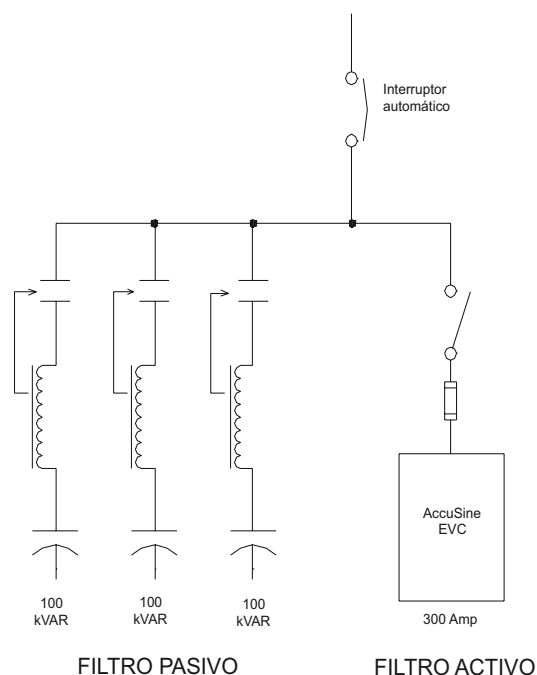 Interruptor
automático
AccuSine
EVC
100
kVAR
100
kVAR
100
kVAR
300 Amp
FILTRO PASIVO
FILTRO ACTIVO